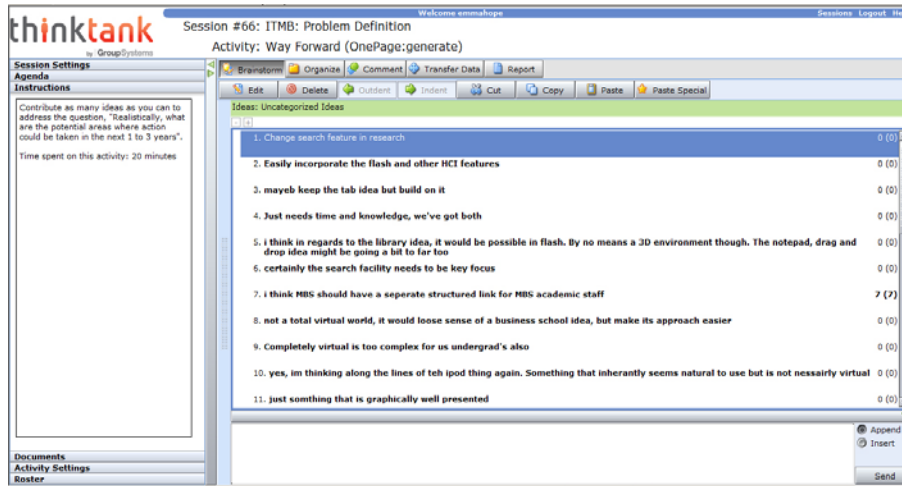 Welcome emmahope
Sessions Logout He
thinktank
by GroupSystems
Session #66: ITMB: Problem Definition
Activity: Way Forward (OnePage:generate)
Session Settings
Agenda
Instructions
Contribute as many ideas as you can to
address the question, "Realistically, what
are the potential areas where action
could be taken in the next 1 to 3 years".
Time spent on this activity: 20 minutes
Documents
Activity Settings
Roster
Brainstorm Organize Comment Transfer Data Report
Edit Delete Outdent Indent Cut Copy Paste Paste Special
Ideas: Uncategorized Ideas
1. Change search feature in research 0 (0)
2. Easily incorporate the flash and other HCI features 0 (0)
3. mayeb keep the tab idea but build on it 0 (0)
4. Just needs time and knowledge, we've got both 0 (0)
5. i think in regards to the library idea, it would be possible in flash. By no means a 3D environment though. The notepad, drag and 0 (0)
drop idea might be going a bit to far too
6. certainly the search facility needs to be key focus 0 (0)
7. i think MBS should have a seperate structured link for MBS academic staff 7 (7)
8. not a total virtual world, it would loose sense of a business school idea, but make its approach easier 0 (0)
9. Completely virtual is too complex for us undergrad's also 0 (0)
10. yes, im thinking along the lines of teh ipod thing again. Something that inherantly seems natural to use but is not nessairly virtual 0 (0)
11. just somthing that is graphically well presented 0 (0)
Append
Insert
Send